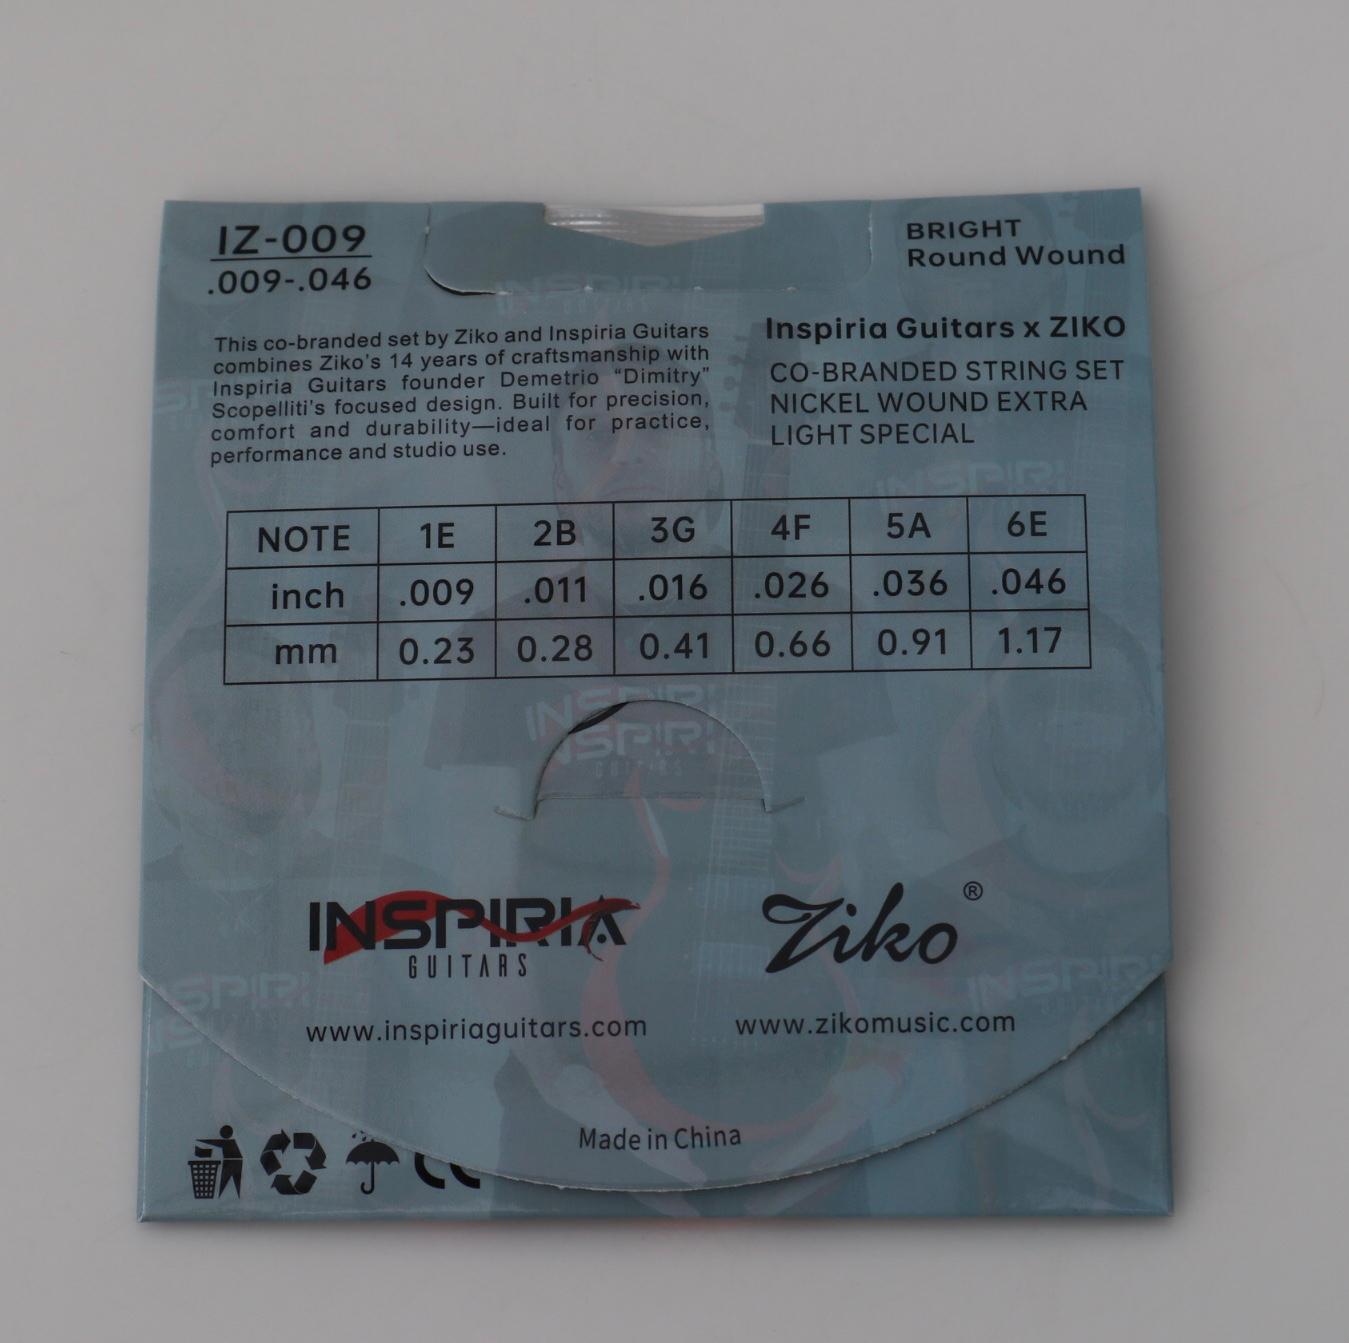 IZ-009
.009-.046
BRIGHT
Round Wound
This co-branded set by Ziko and Inspiria Guitars
combines Ziko's 14 years of craftsmanship with
Inspiria Guitars founder Demetrio “Dimitry”
Scopelliti's focused design. Built for precision,
comfort and durability—ideal for practice,
performance and studio use.
Inspiria Guitars x ZIKO
CO-BRANDED STRING SET
NICKEL WOUND EXTRA
LIGHT SPECIAL
NOTE 1E 2B 3G 4F 5A 6E
inch .009 .011 .016 .026 .036 .046
mm 0.23 0.28 0.41 0.66 0.91 1.17
INSPIRIA
GUITARS
Ziko ®
www.inspiriaguitars.com
www.zikomusic.com
Made in China